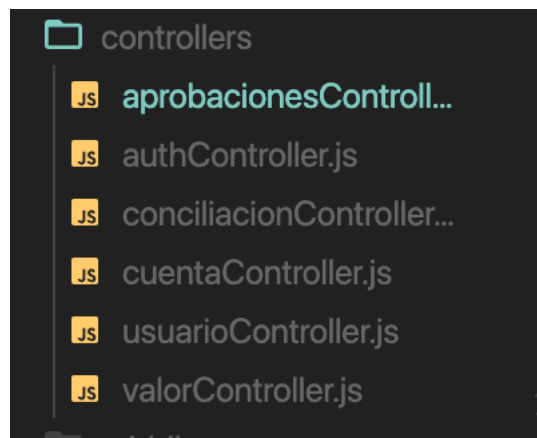 controllers
JS aprobacionesControll...
JS authController.js
JS conciliacionController...
JS cuentaController.js
JS usuarioController.js
JS valorController.js